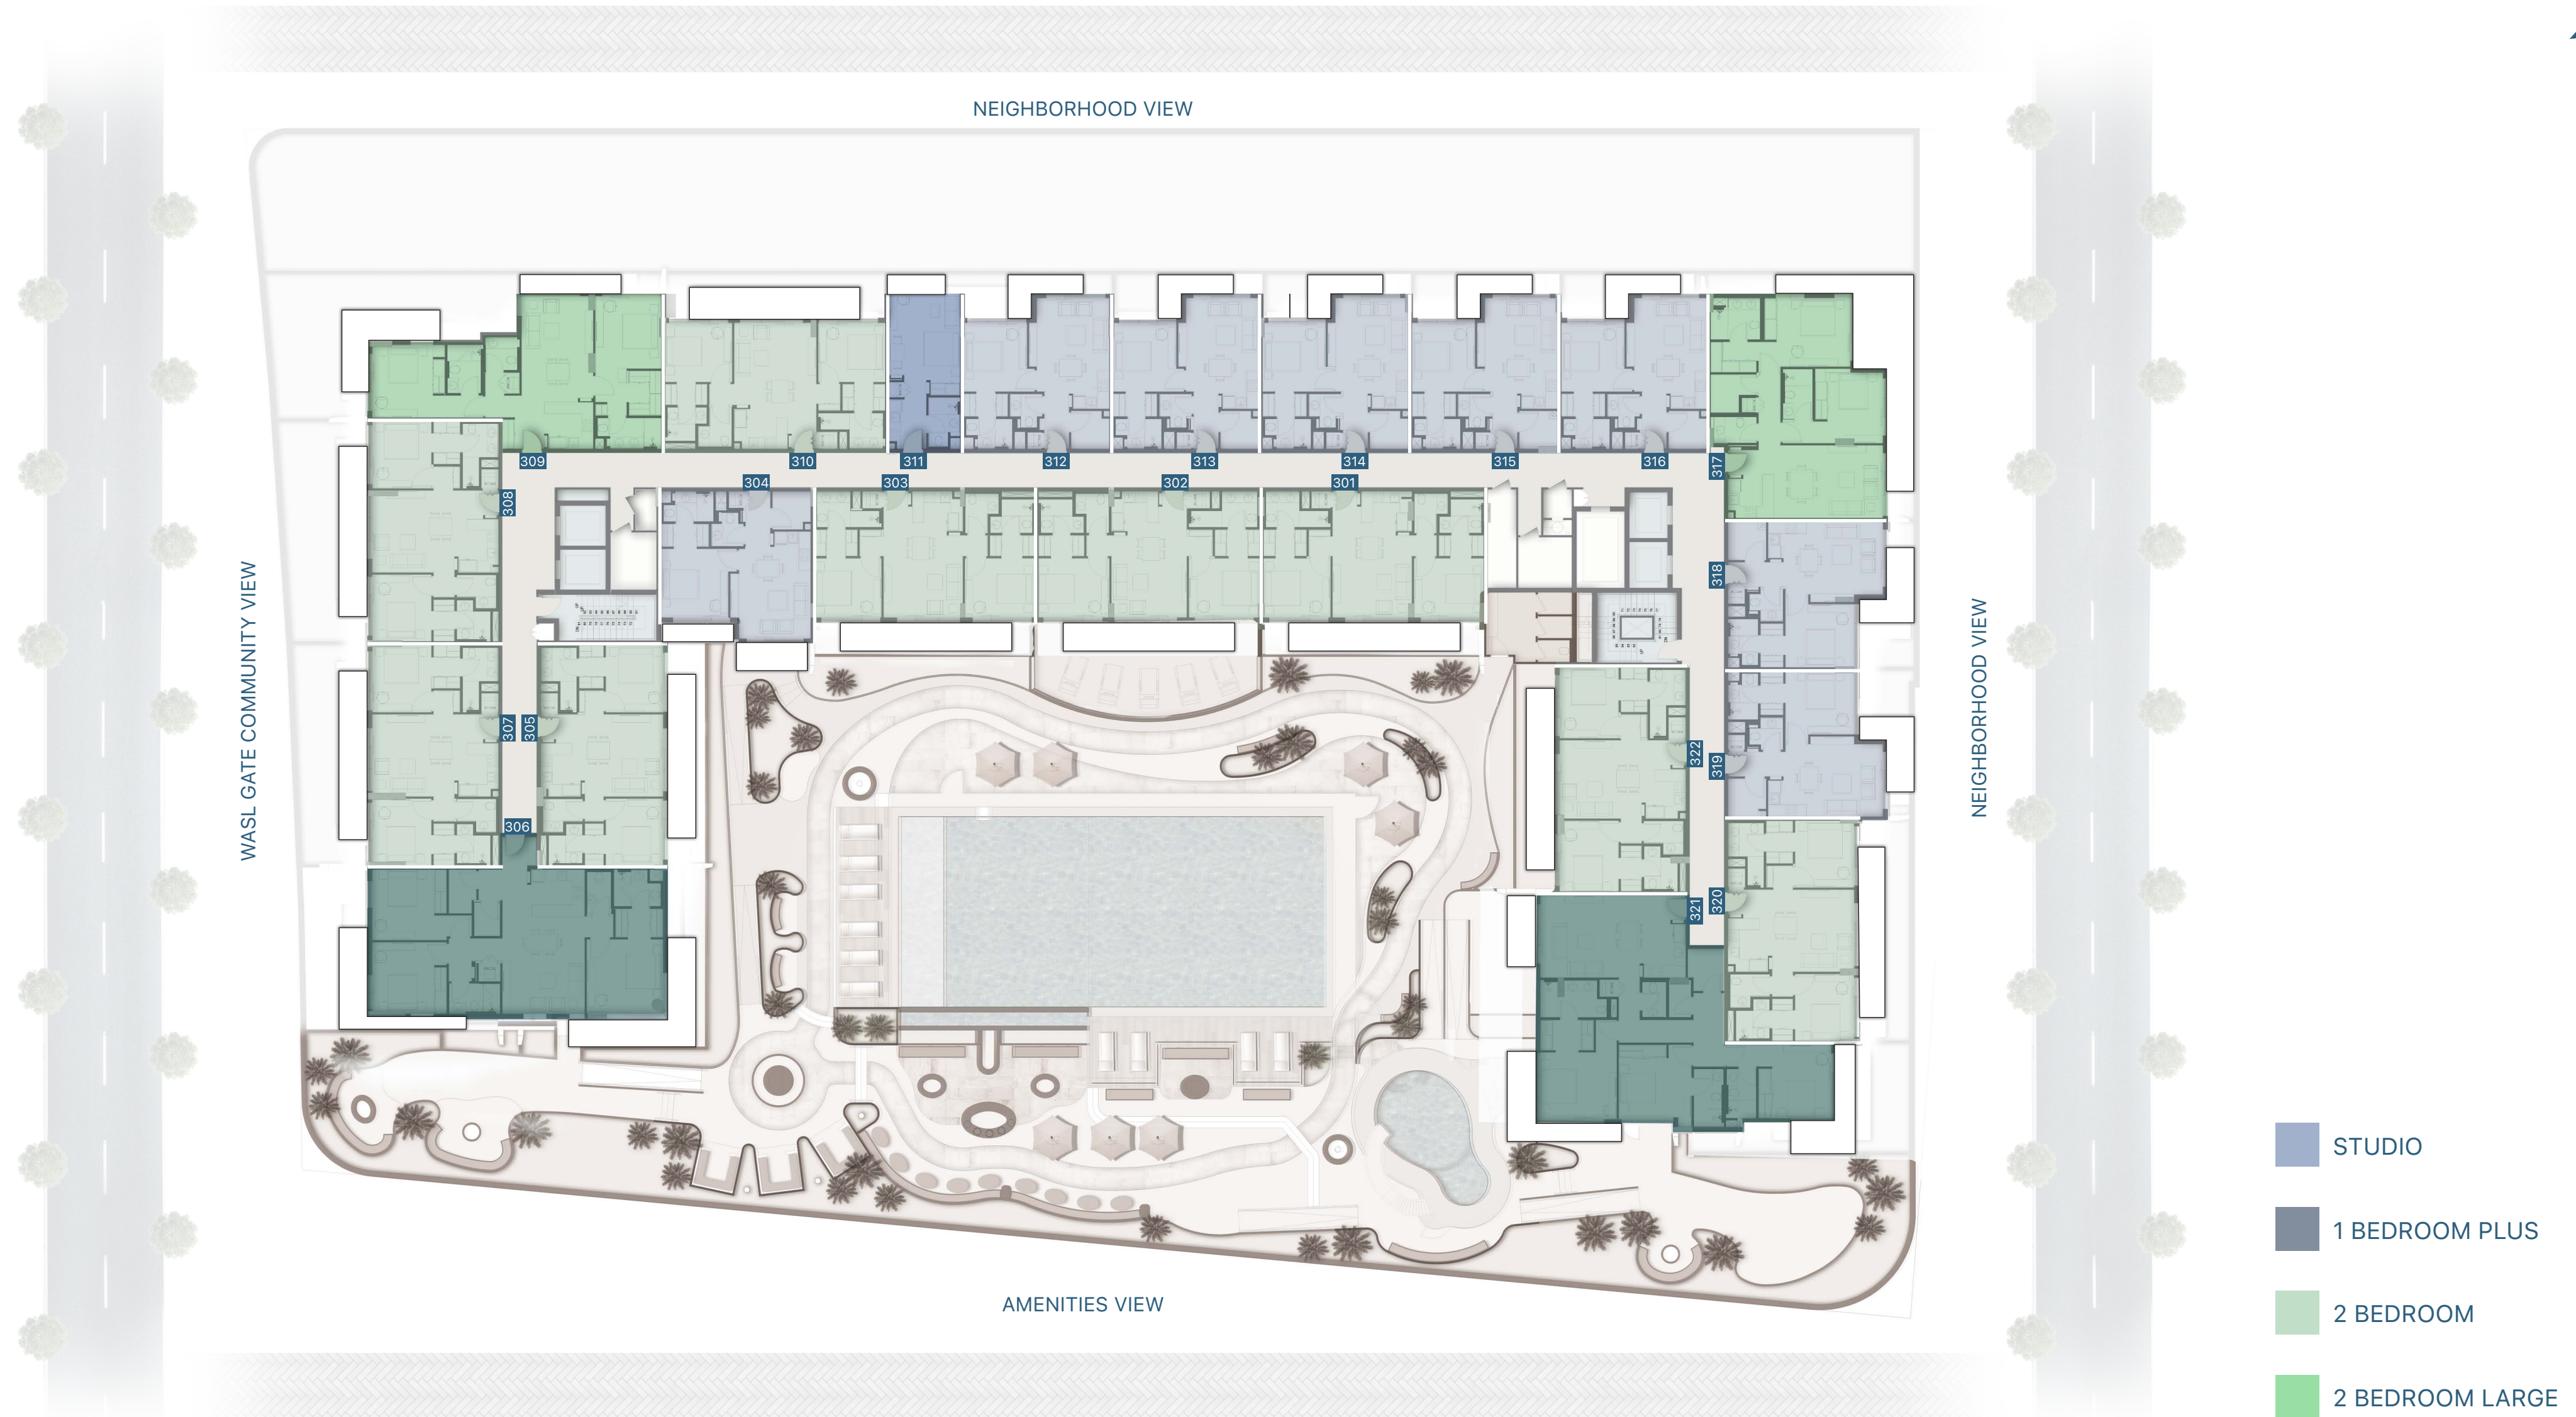 NEIGHBORHOOD VIEW
309
310
311
312
313
314
315
316
317
308
304
303
302
301
318
WASL GATE COMMUNITY VIEW
NEIGHBORHOOD VIEW
307
305
322
319
306
320
321
STUDIO
1 BEDROOM PLUS
2 BEDROOM
AMENITIES VIEW
2 BEDROOM LARGE